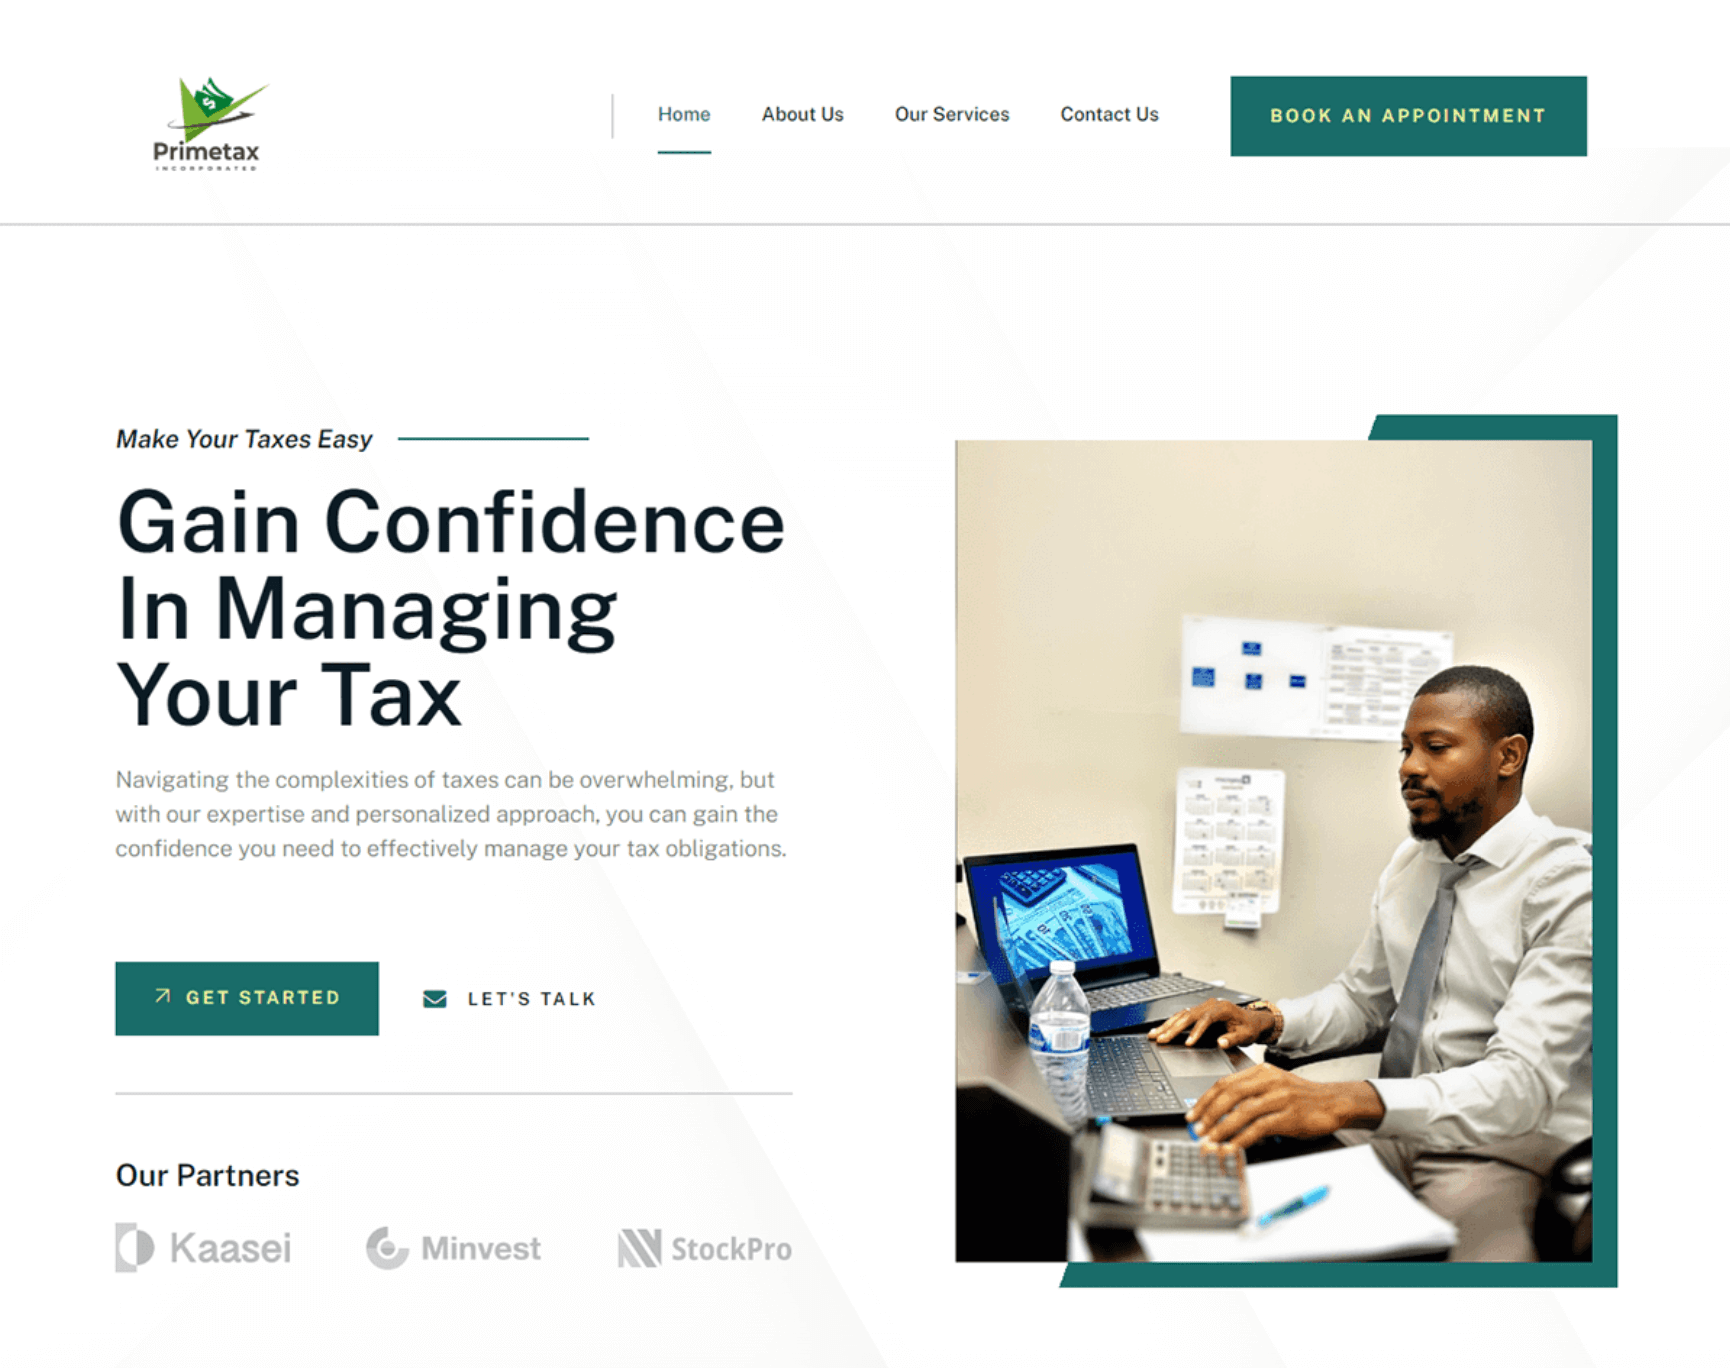 Primetax
INCORPORATED
Home
About Us
Our Services
Contact Us
BOOK AN APPOINTMENT
Make Your Taxes Easy
Gain Confidence
In Managing
Your Tax
Navigating the complexities of taxes can be overwhelming, but
with our expertise and personalized approach, you can gain the
confidence you need to effectively manage your tax obligations.
GET STARTED
LET'S TALK
Our Partners
Kaasei
Minvest
StockPro